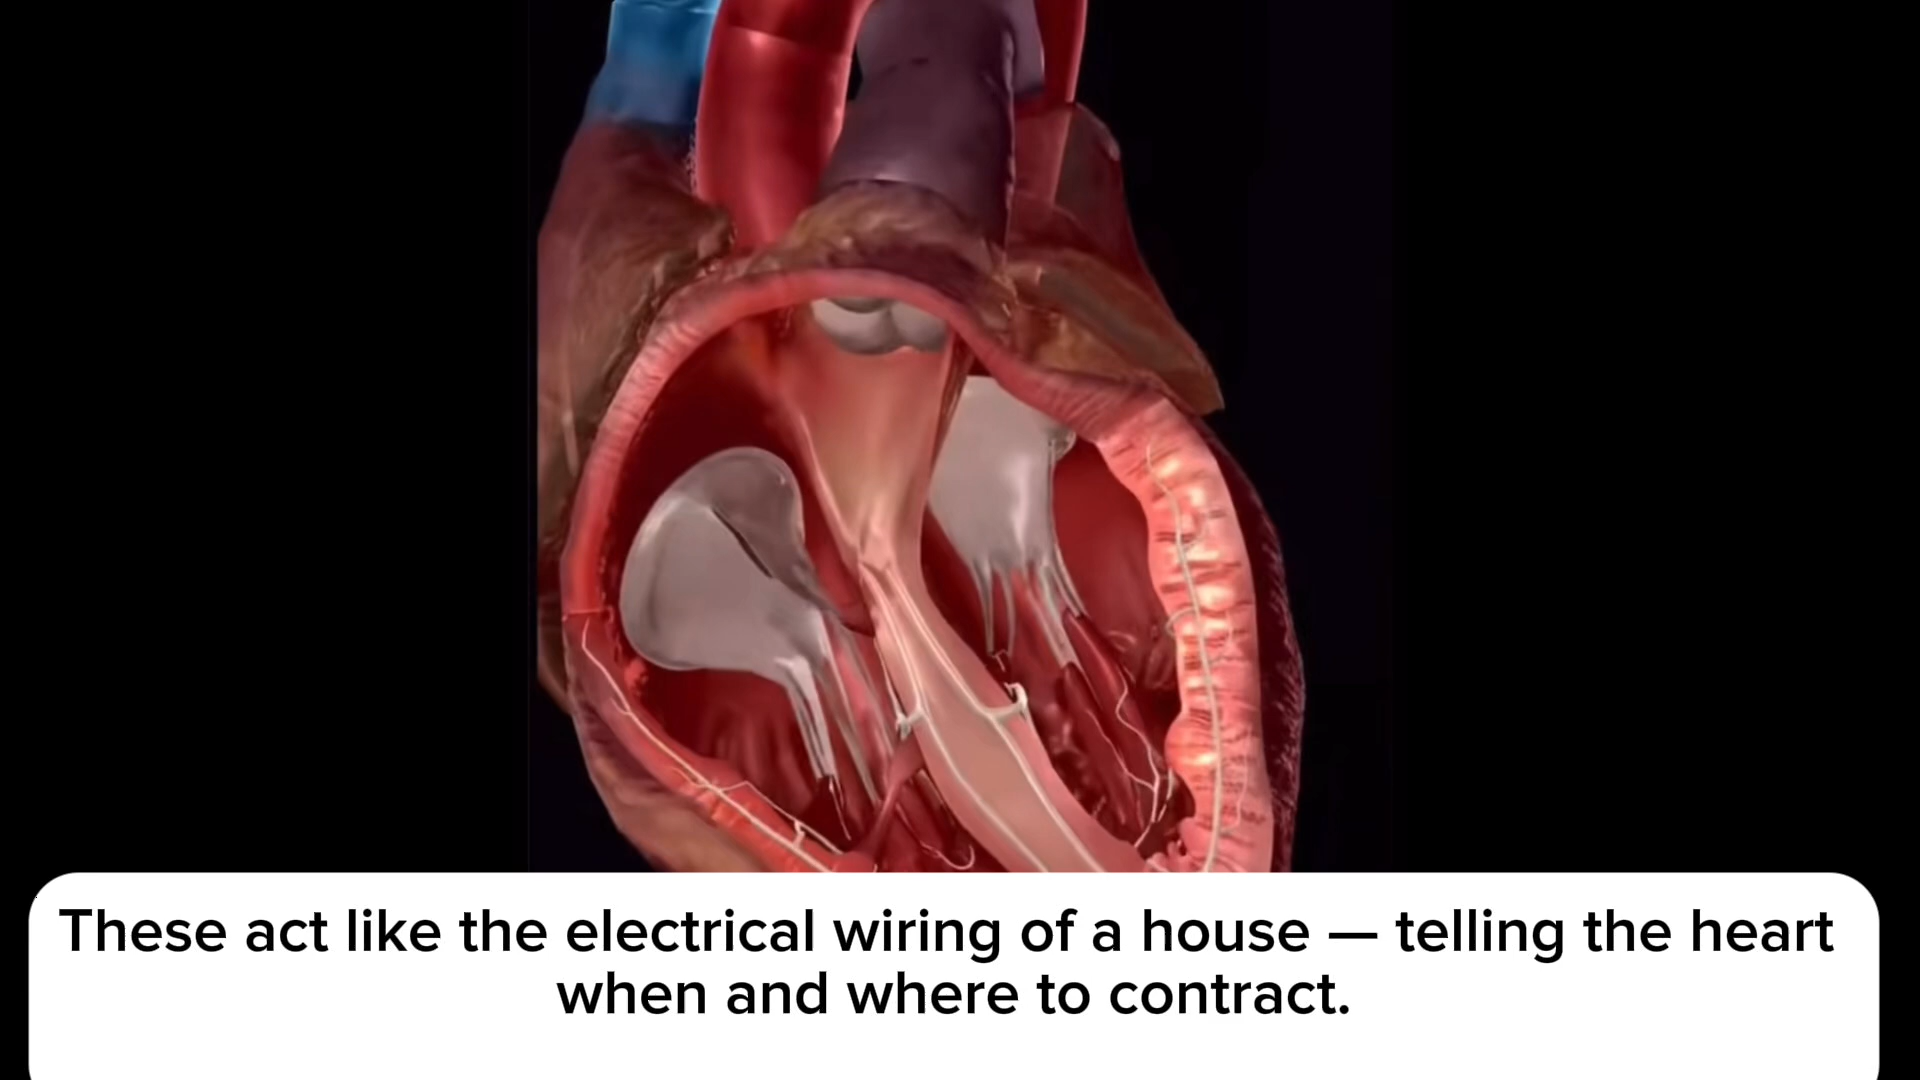 These act like the electrical wiring of a house — telling the heart
when and where to contract.